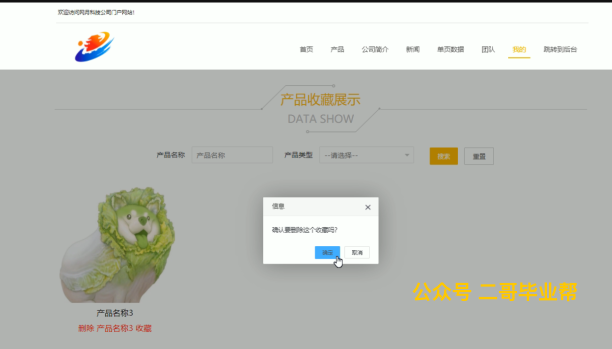 欢迎访问网湾科技公司门户网站!
首页 产品 公司简介 新闻 单页数据 团队 我的 跳转到后台
产品收藏展示
DATA SHOW
产品名称 产品名称 产品类型 --请选择-- 搜索 重置
信息
确认要删除这个收藏吗?
确定 取消
公众号 二哥毕业帮
产品名称3
删除 产品名称3 收藏